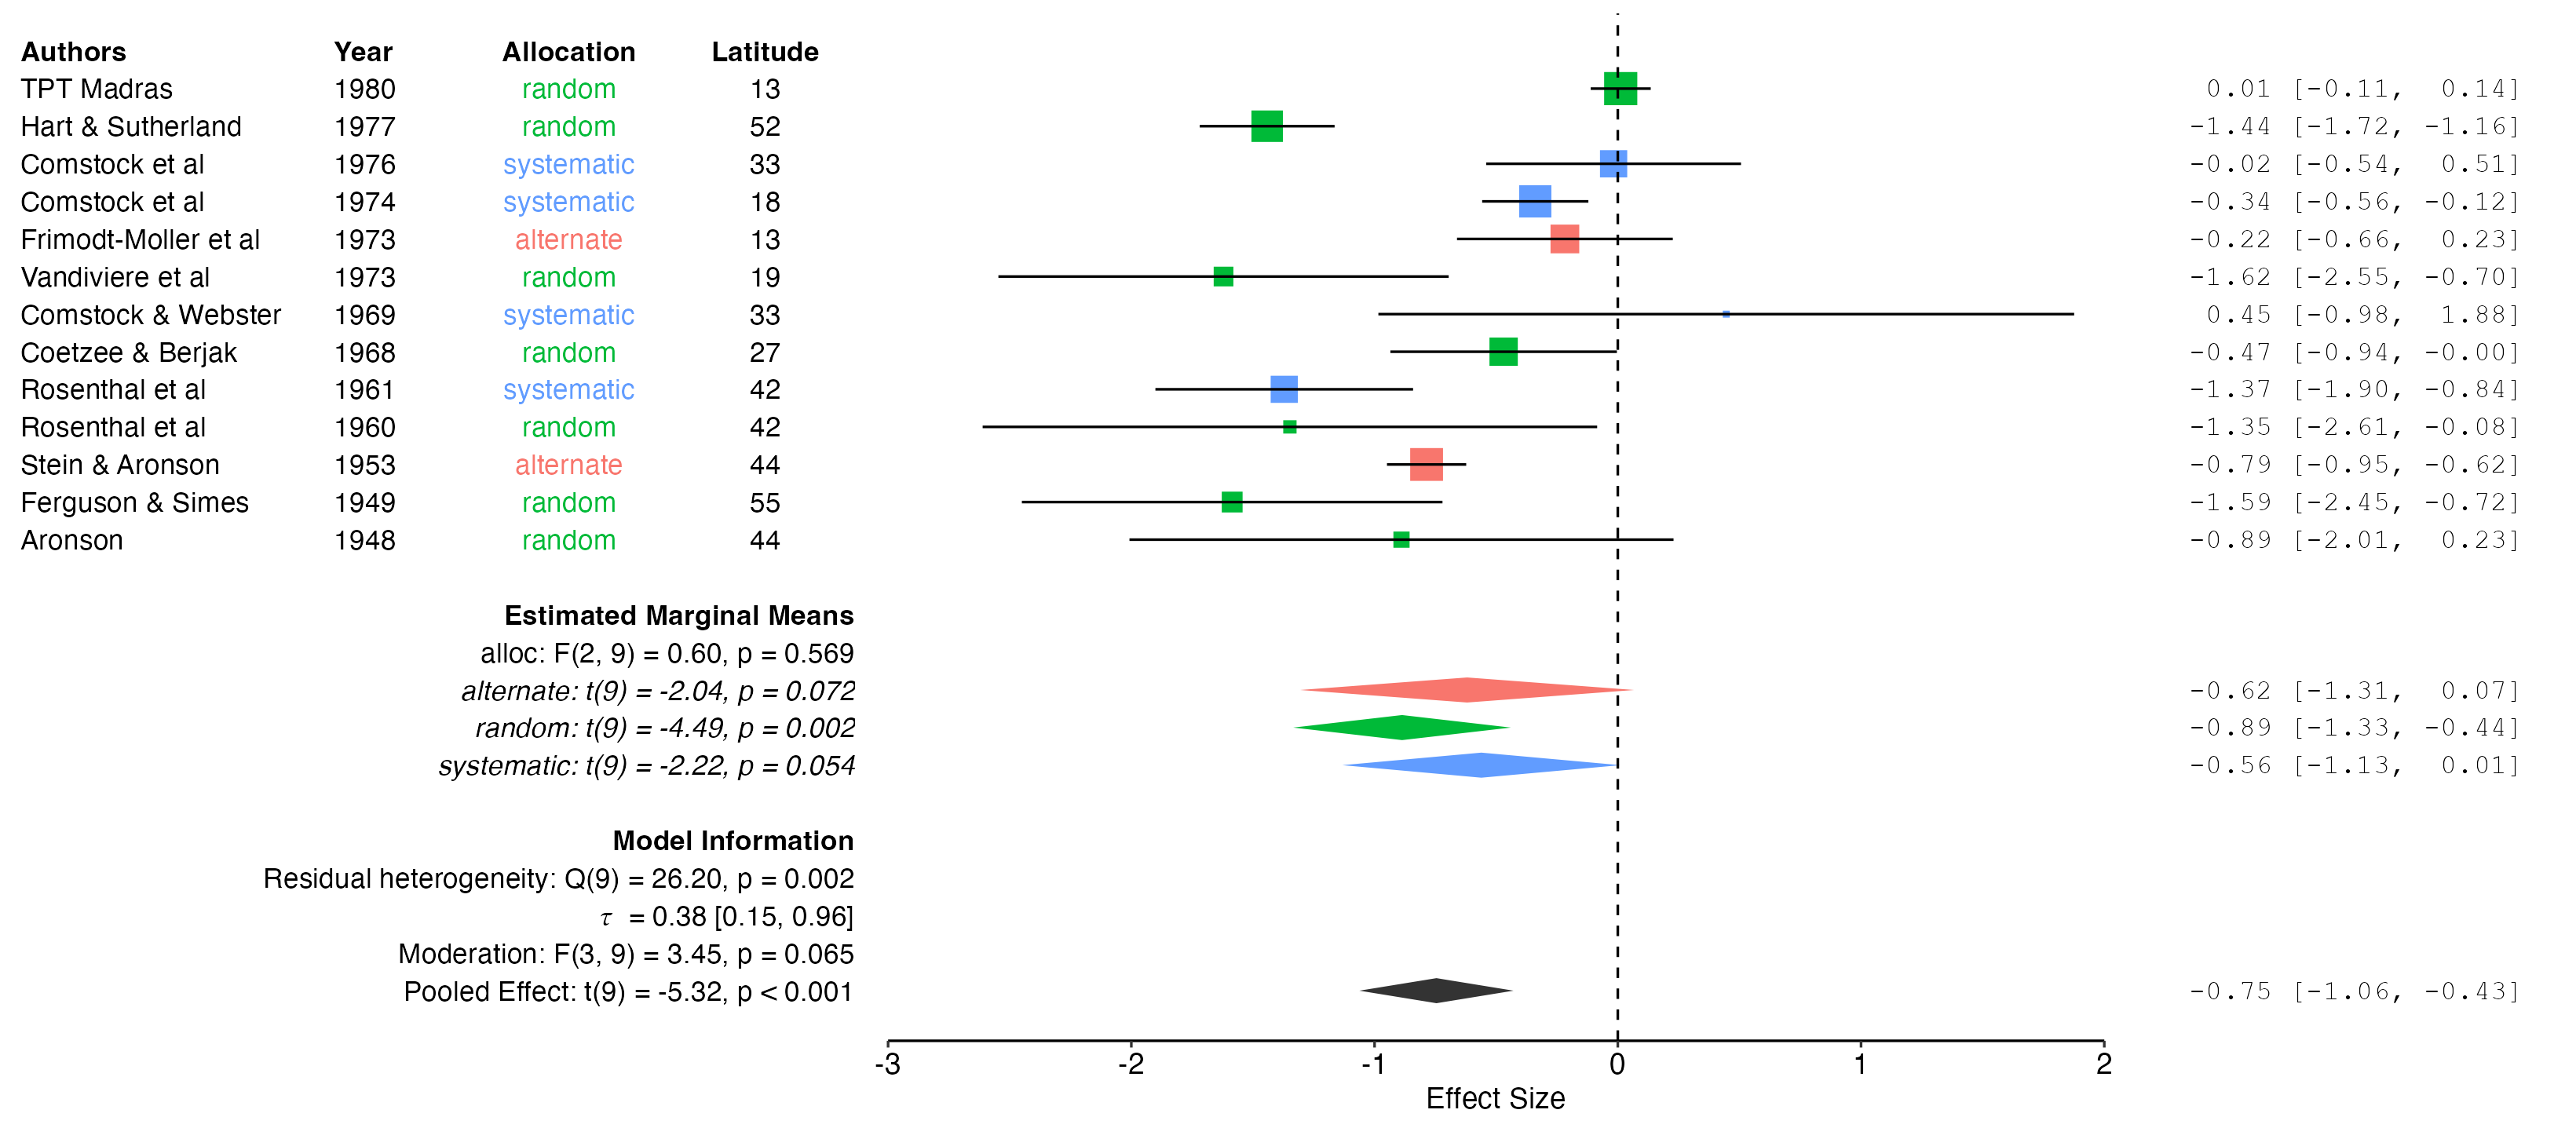 Authors Year Allocation Latitude
TPT Madras 1980 random 13 0.01 [-0.11, 0.14]
Hart & Sutherland 1977 random 52 -1.44 [-1.72, -1.16]
Comstock et al 1976 systematic 33 -0.02 [-0.54, 0.51]
Comstock et al 1974 systematic 18 -0.34 [-0.56, -0.12]
Frimodt-Moller et al 1973 alternate 13 -0.22 [-0.66, 0.23]
Vandiviere et al 1973 random 19 -1.62 [-2.55, -0.70]
Comstock & Webster 1969 systematic 33 0.45 [-0.98, 1.88]
Coetzee & Berjak 1968 random 27 -0.47 [-0.94, -0.00]
Rosenthal et al 1961 systematic 42 -1.37 [-1.90, -0.84]
Rosenthal et al 1960 random 42 -1.35 [-2.61, -0.08]
Stein & Aronson 1953 alternate 44 -0.79 [-0.95, -0.62]
Ferguson & Simes 1949 random 55 -1.59 [-2.45, -0.72]
Aronson 1948 random 44 -0.89 [-2.01, 0.23]
Estimated Marginal Means
alloc: F(2, 9) = 0.60, p = 0.569
alternate: t(9) = -2.04, p = 0.072 -0.62 [-1.31, 0.07]
random: t(9) = -4.49, p = 0.002 -0.89 [-1.33, -0.44]
systematic: t(9) = -2.22, p = 0.054 -0.56 [-1.13, 0.01]
Model Information
Residual heterogeneity: Q(9) = 26.20, p = 0.002
τ = 0.38 [0.15, 0.96]
Moderation: F(3, 9) = 3.45, p = 0.065
Pooled Effect: t(9) = -5.32, p < 0.001 -0.75 [-1.06, -0.43]
-3 -2 -1 0 1 2
Effect Size